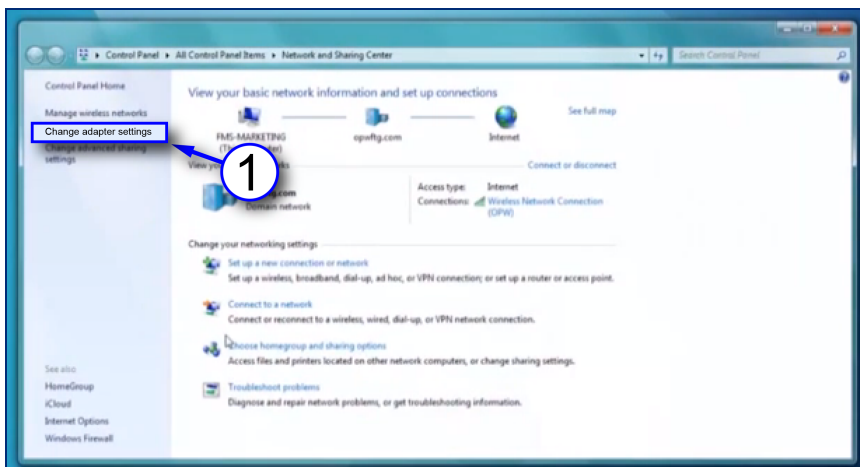 Control Panel ▸ All Control Panel Items ▸ Network and Sharing Center
Search Control Panel
Control Panel Home
Manage wireless networks
Change adapter settings
Change advanced sharing
settings
1
View your basic network information and set up connections
See full map
FMS-MARKETING
opwftg.com
Internet
Connect or disconnect
Domain network
Access type: Internet
Connections: Wireless Network Connection
(OPW)
Change your networking settings
Set up a new connection or network
Set up a wireless, broadband, dial-up, ad hoc, or VPN connection; or set up a router or access point.
Connect to a network
Connect or reconnect to a wireless, wired, dial-up, or VPN network connection.
Choose homegroup and sharing options
Access files and printers located on other network computers, or change sharing settings.
Troubleshoot problems
Diagnose and repair network problems, or get troubleshooting information.
See also
HomeGroup
iCloud
Internet Options
Windows Firewall